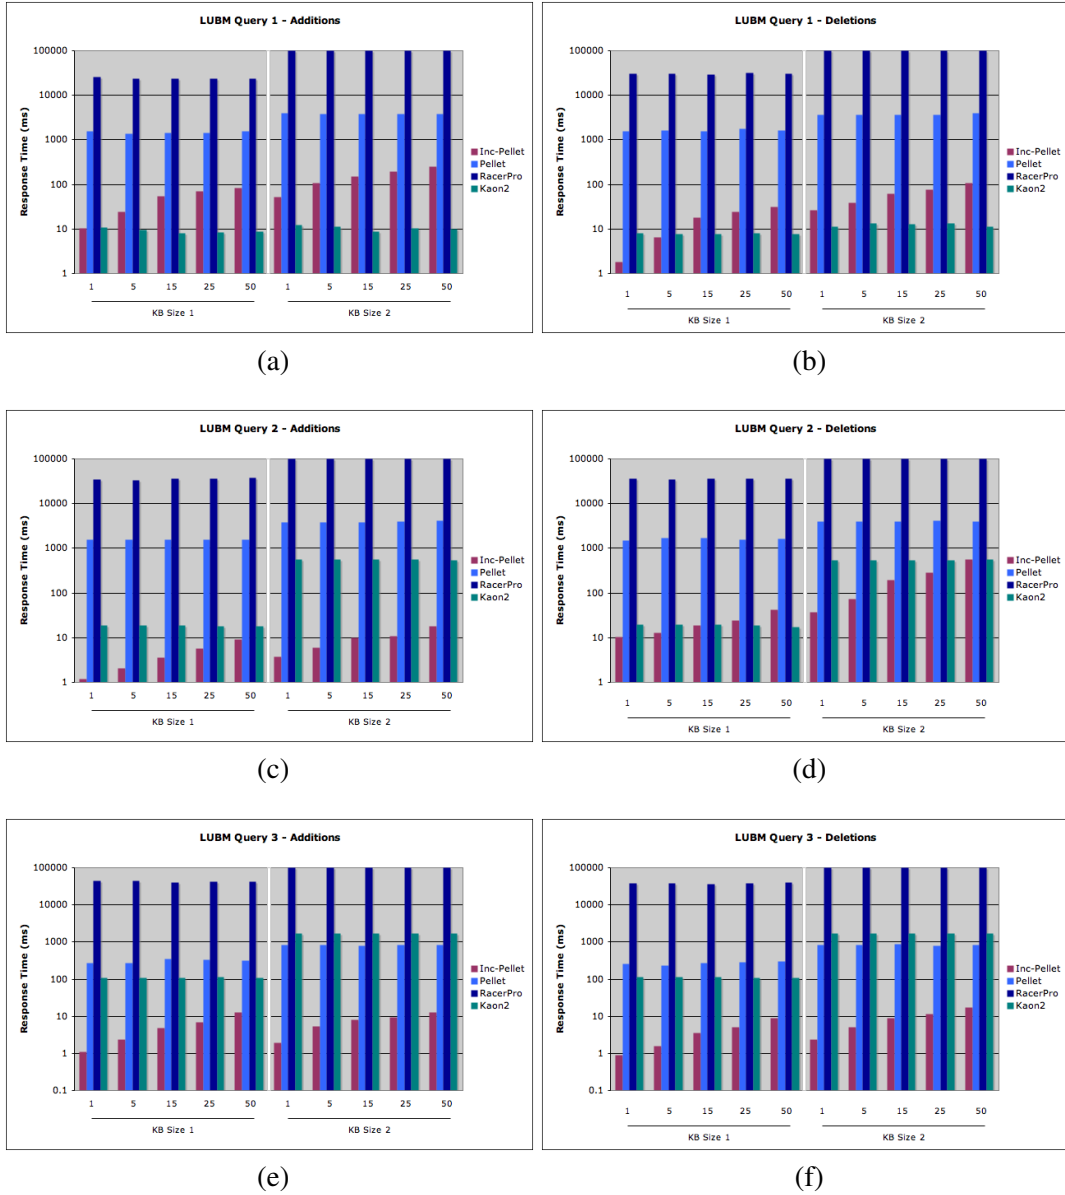 LUBM Query 1 - Additions
100000
10000
1000
100
10
1
Response Time (ms)
1 5 15 25 50 1 5 15 25 50
KB Size 1 KB Size 2
Inc-Pellet
Pellet
RacerPro
Kaon2
(a)
LUBM Query 1 - Deletions
100000
10000
1000
100
10
1
Response Time (ms)
1 5 15 25 50 1 5 15 25 50
KB Size 1 KB Size 2
Inc-Pellet
Pellet
RacerPro
Kaon2
(b)
LUBM Query 2 - Additions
100000
10000
1000
100
10
1
Response Time (ms)
1 5 15 25 50 1 5 15 25 50
KB Size 1 KB Size 2
Inc-Pellet
Pellet
RacerPro
Kaon2
(c)
LUBM Query 2 - Deletions
100000
10000
1000
100
10
1
Response Time (ms)
1 5 15 25 50 1 5 15 25 50
KB Size 1 KB Size 2
Inc-Pellet
Pellet
RacerPro
Kaon2
(d)
LUBM Query 3 - Additions
100000
10000
1000
100
10
1
0.1
Response Time (ms)
1 5 15 25 50 1 5 15 25 50
KB Size 1 KB Size 2
Inc-Pellet
Pellet
RacerPro
Kaon2
(e)
LUBM Query 3 - Deletions
100000
10000
1000
100
10
1
0.1
Response Time (ms)
1 5 15 25 50 1 5 15 25 50
KB Size 1 KB Size 2
Inc-Pellet
Pellet
RacerPro
Kaon2
(f)